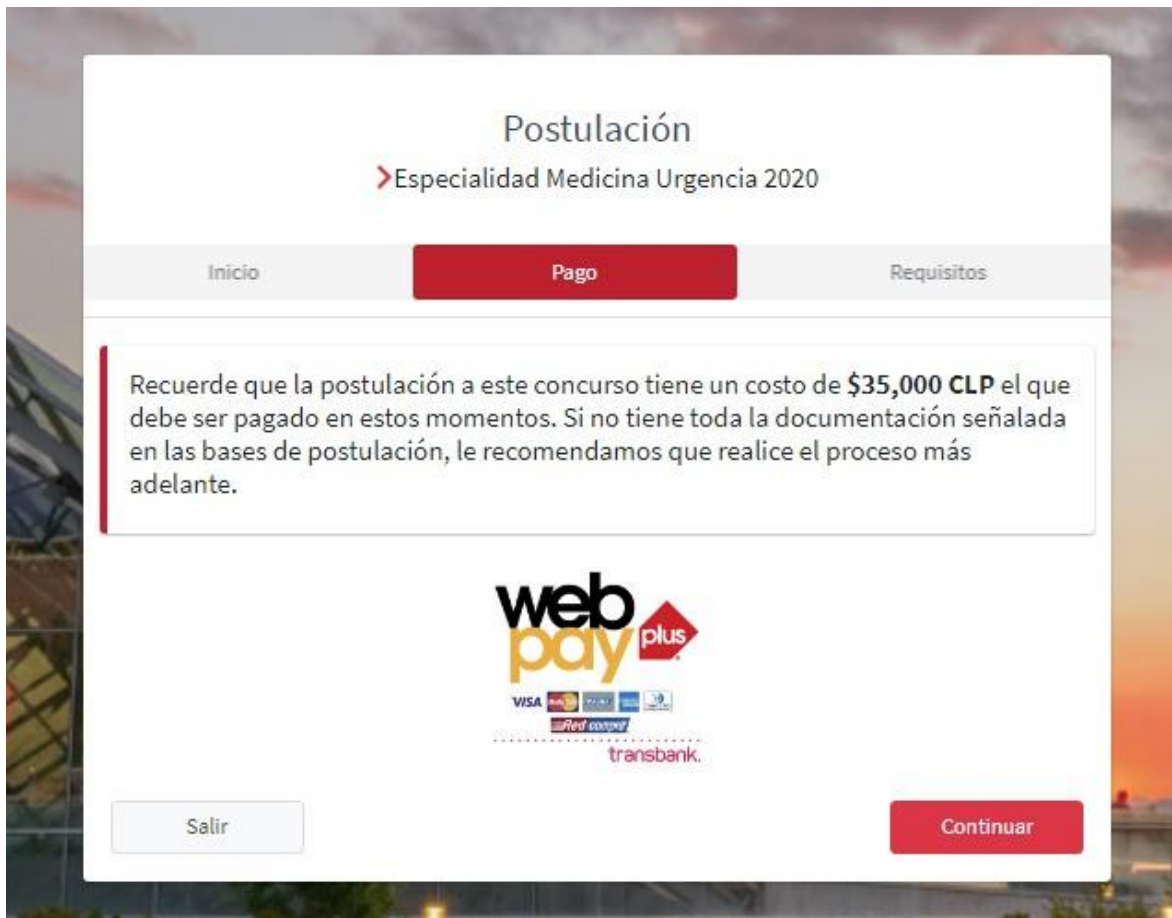 Postulación
Especialidad Medicina Urgencia 2020
Inicio Pago Requisitos
Recuerde que la postulación a este concurso tiene un costo de $35,000 CLP el que
debe ser pagado en estos momentos. Si no tiene toda la documentación señalada
en las bases de postulación, le recomendamos que realice el proceso más
adelante.
web
pay plus
VISA
Red compra
transbank.
Salir Continuar